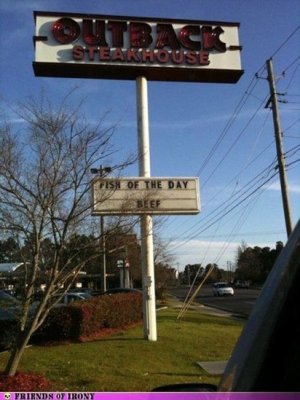 OUTBACK
STEAKHOUSE
FISH OF THE DAY
BEEF
FRIENDS OF IRONY